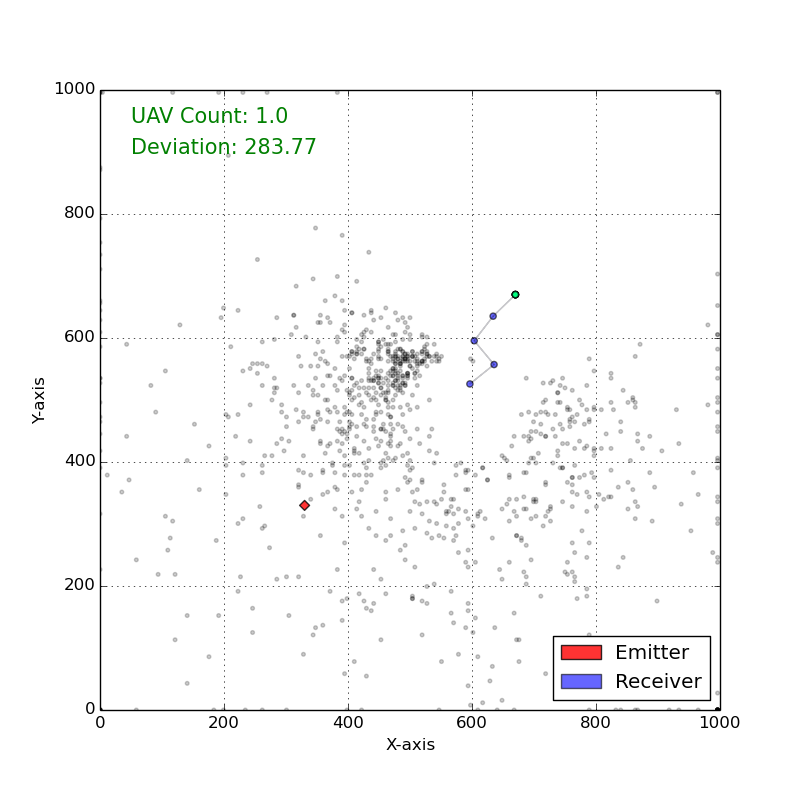 UAV Count: 1.0
Deviation: 283.77
1000
800
600
400
200
0
Y-axis
Emitter
Receiver
0 200 400 600 800 1000
X-axis